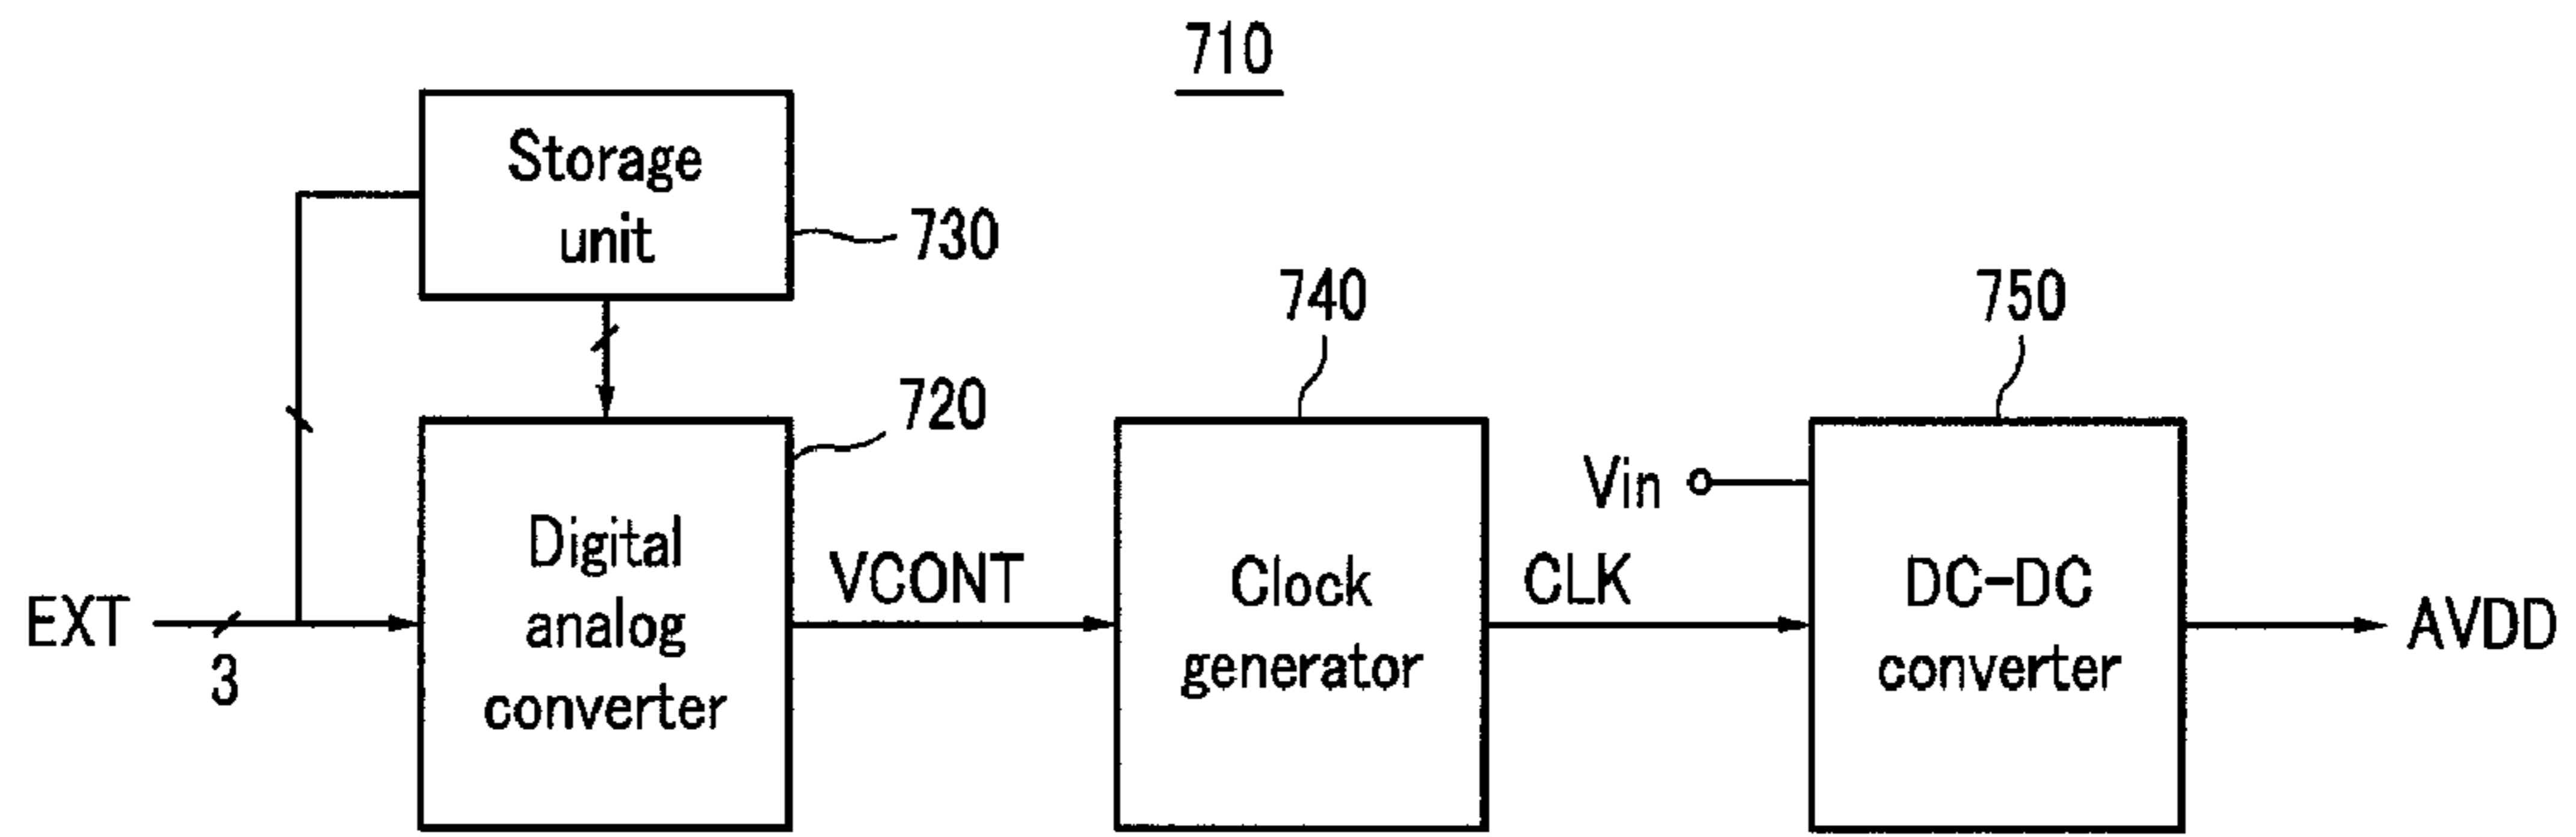 710
Storage
unit
730
720
740
750
Vin
EXT
3
Digital
analog
converter
VCONT
Clock
generator
CLK
DC-DC
converter
AVDD